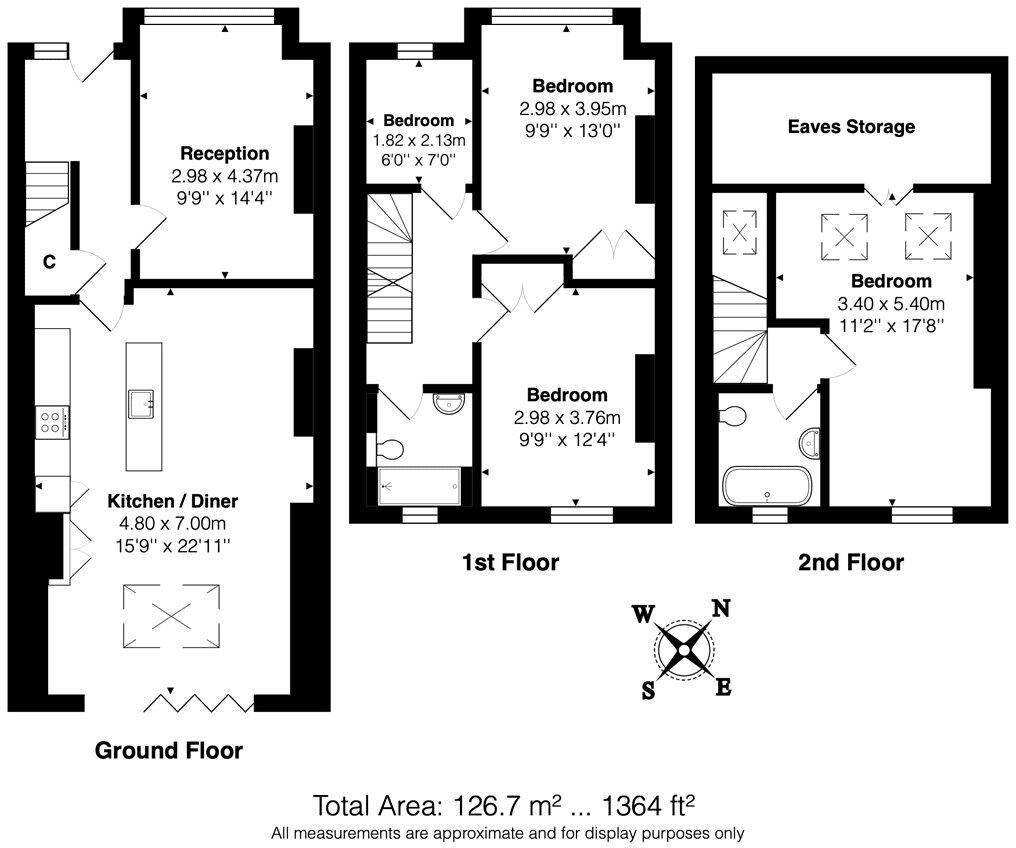 Reception
2.98 x 4.37m
9'9" x 14'4"
C
Kitchen / Diner
4.80 x 7.00m
15'9" x 22'11"
Ground Floor
Bedroom
1.82 x 2.13m
6'0" x 7'0"
Bedroom
2.98 x 3.95m
9'9" x 13'0"
Bedroom
2.98 x 3.76m
9'9" x 12'4"
1st Floor
Eaves Storage
Bedroom
3.40 x 5.40m
11'2" x 17'8"
2nd Floor
W N
S E
Total Area: 126.7 m² ... 1364 ft²
All measurements are approximate and for display purposes only